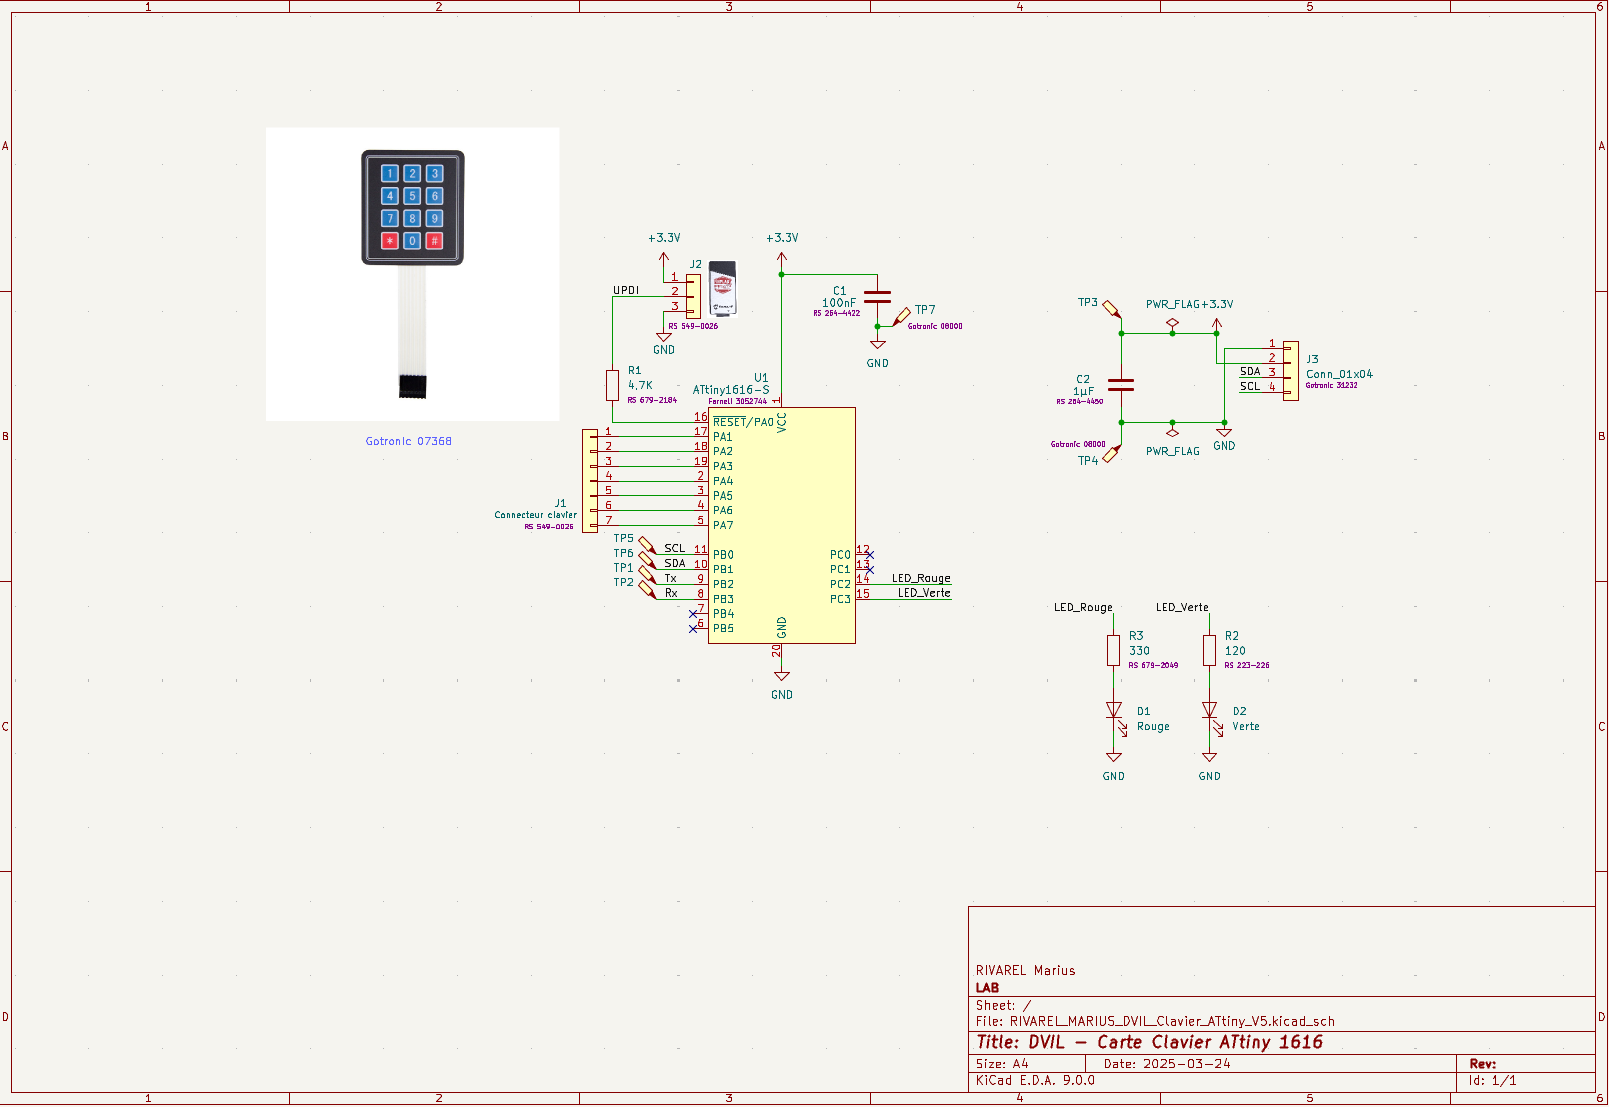 1 2 3 4 5 6
A A
B B
C C
D D
1 2 3
4 5 6
7 8 9
* 0 #
Gotronic 07368
+3.3V
J2
UPDI
1
2
3
RS 549-0026
GND
R1
4.7K
RS 679-2184
+3.3V
C1
100nF
RS 264-4422
TP7
Gotronic 08000
GND
U1
ATtiny1616-S
Farnell 3052744
1
VCC
16 RESET/PA0
1 17 PA1
2 18 PA2
3 19 PA3
4 2 PA4
5 3 PA5
6 4 PA6
7 5 PA7
J1
Connecteur clavier
RS 549-0026
TP5 SCL 11 PB0
TP6 SDA 10 PB1
TP1 Tx 9 PB2
TP2 Rx 8 PB3
7 PB4
6 PB5
PC0 12
PC1 13
PC2 14 LED_Rouge
PC3 15 LED_Verte
GND
20
GND
TP3
PWR_FLAG
+3.3V
C2
1µF
RS 264-4460
Gotronic 08000
TP4
PWR_FLAG
GND
1
2
SDA 3
SCL 4
J3
Conn_01x04
Gotronic 31232
LED_Rouge
R3
330
RS 679-2049
D1
Rouge
GND
LED_Verte
R2
120
RS 223-226
D2
Verte
GND
RIVAREL Marius
LAB
Sheet: /
File: RIVAREL_MARIUS_DVIL_Clavier_ATtiny_V5.kicad_sch
Title: DVIL – Carte Clavier ATtiny 1616
Size: A4 Date: 2025-03-24 Rev:
KiCad E.D.A. 9.0.0 Id: 1/1
1 2 3 4 5 6